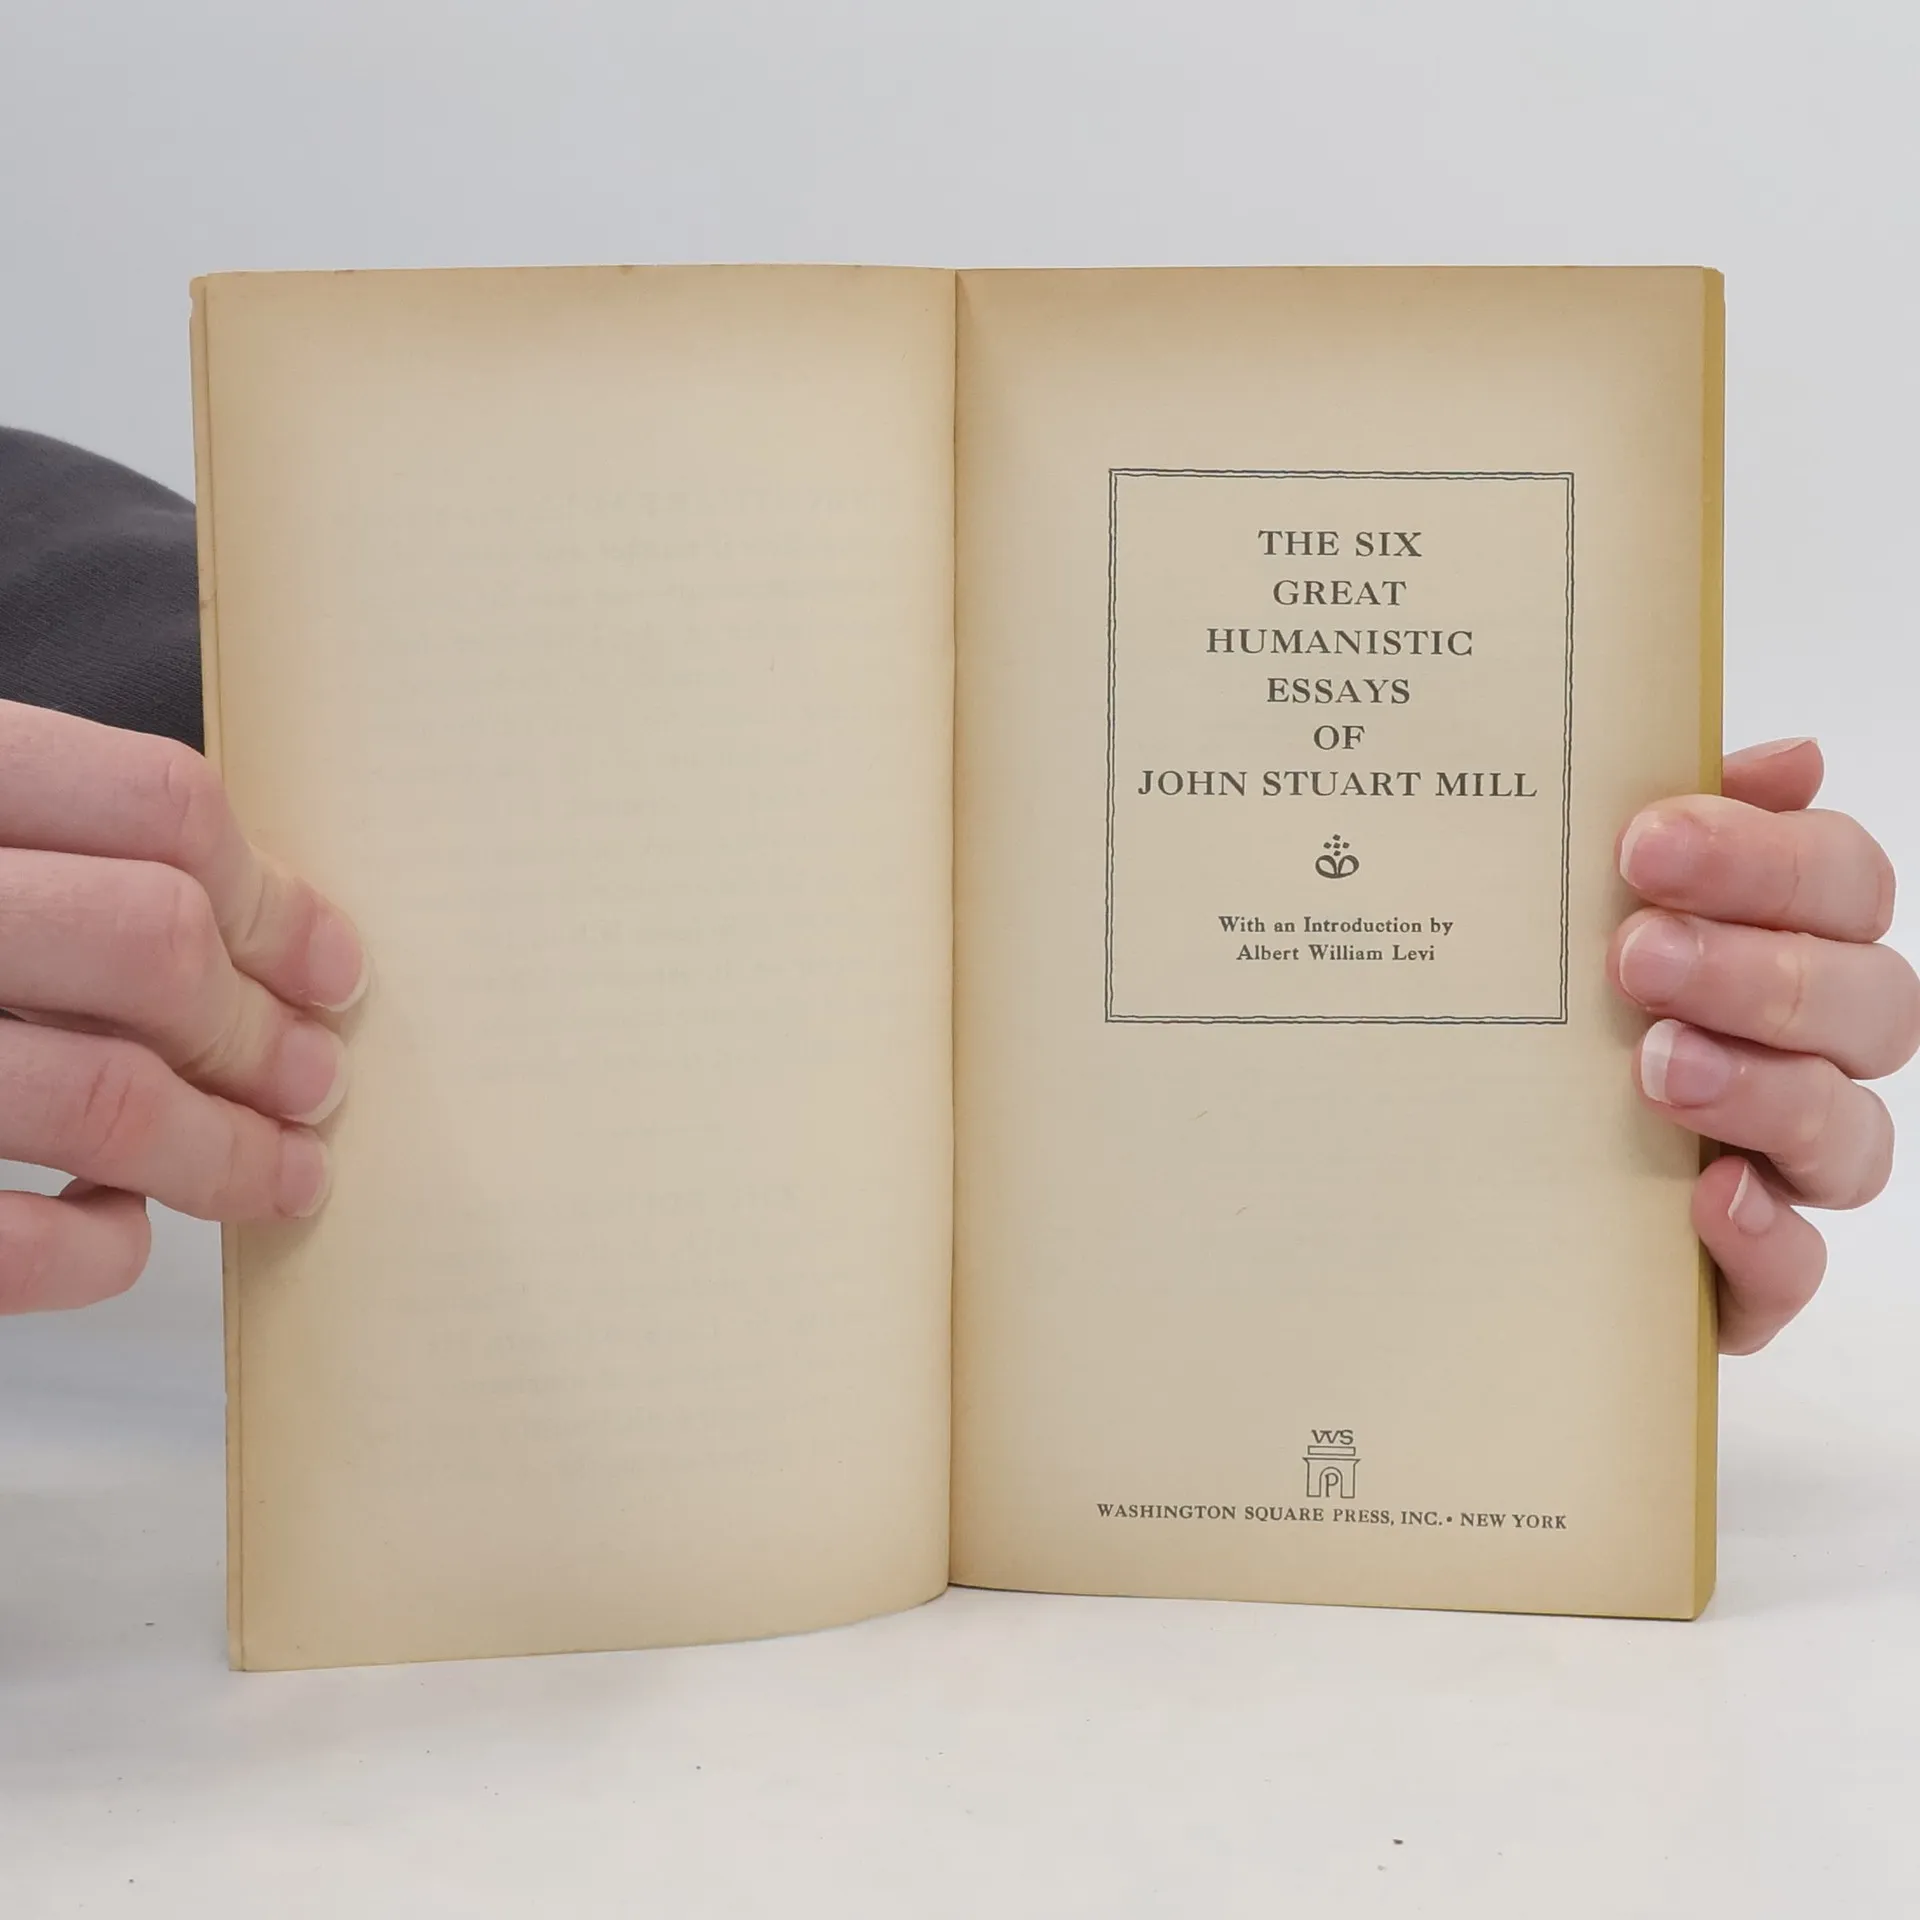 THE SIX
GREAT
HUMANISTIC
ESSAYS
OF
JOHN STUART MILL
With an Introduction by
Albert William Levi
WS
P
WASHINGTON SQUARE PRESS, INC. • NEW YORK